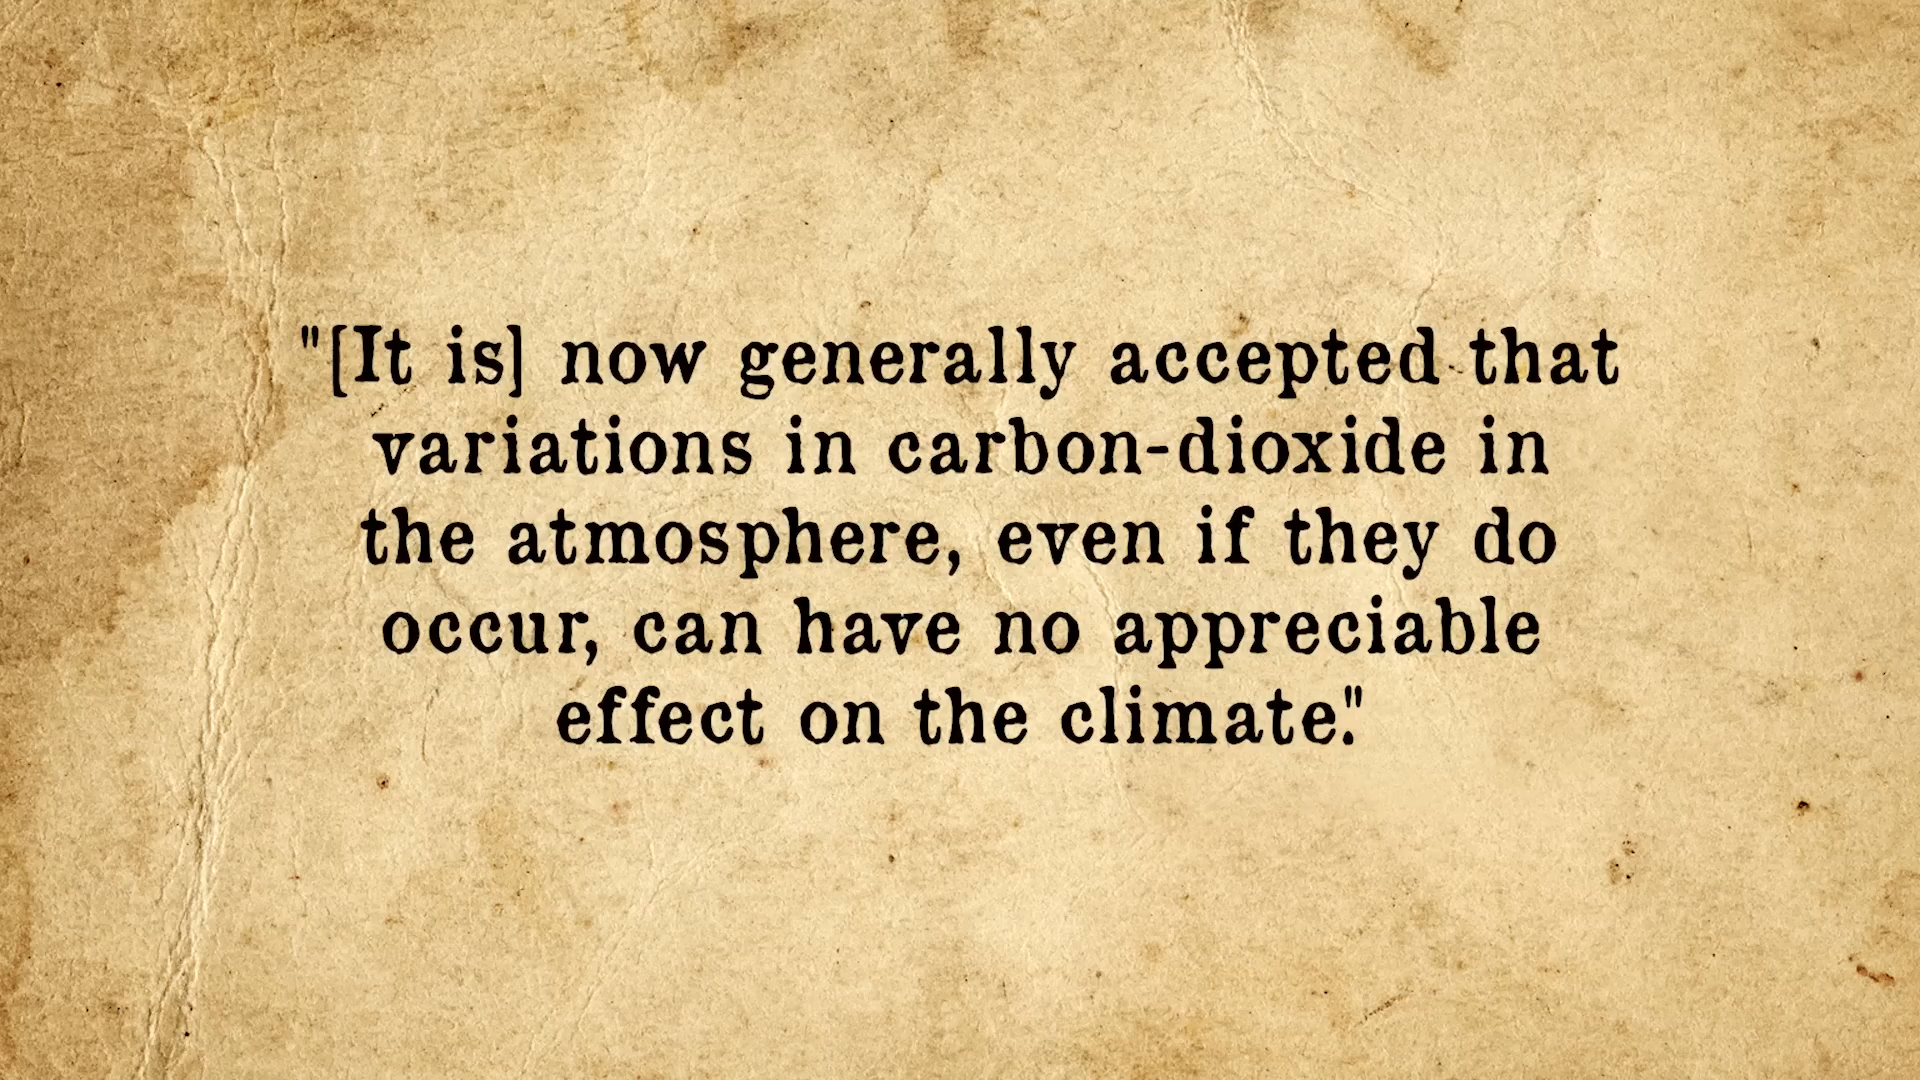 "[It is] now generally accepted that
variations in carbon-dioxide in
the atmosphere, even if they do
occur, can have no appreciable
effect on the climate."